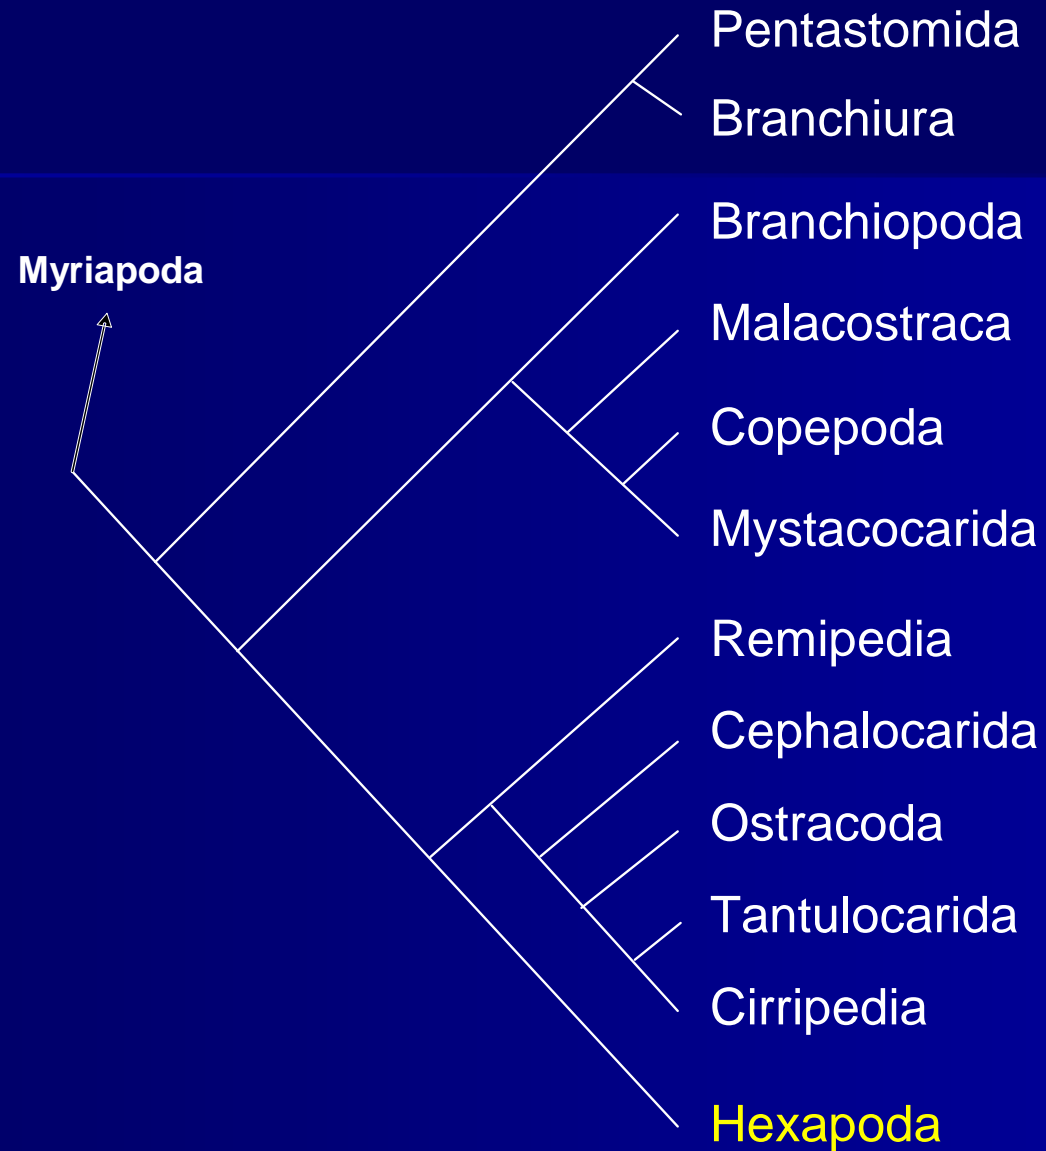 Pentastomida
Branchiura
Branchiopoda
Myriapoda
Malacostraca
Copepoda
Mystacocarida
Remipedia
Cephalocarida
Ostracoda
Tantulocarida
Cirripedia
Hexapoda